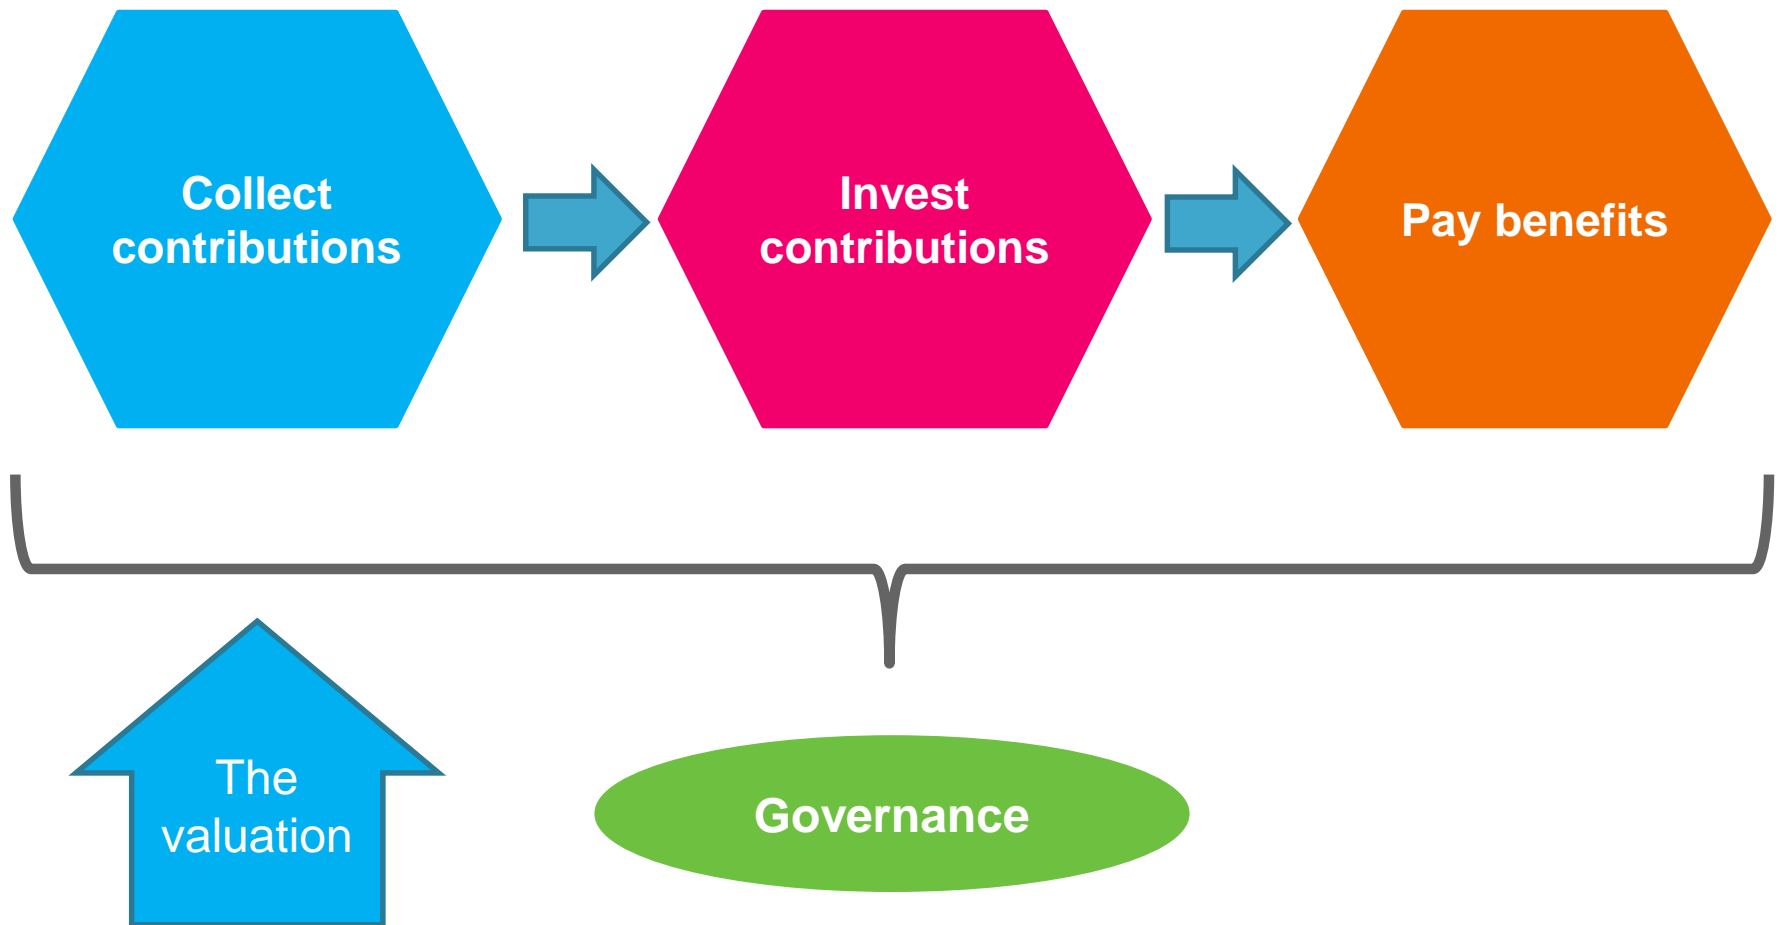 Collect
contributions
Invest
contributions
Pay benefits
The
valuation
Governance